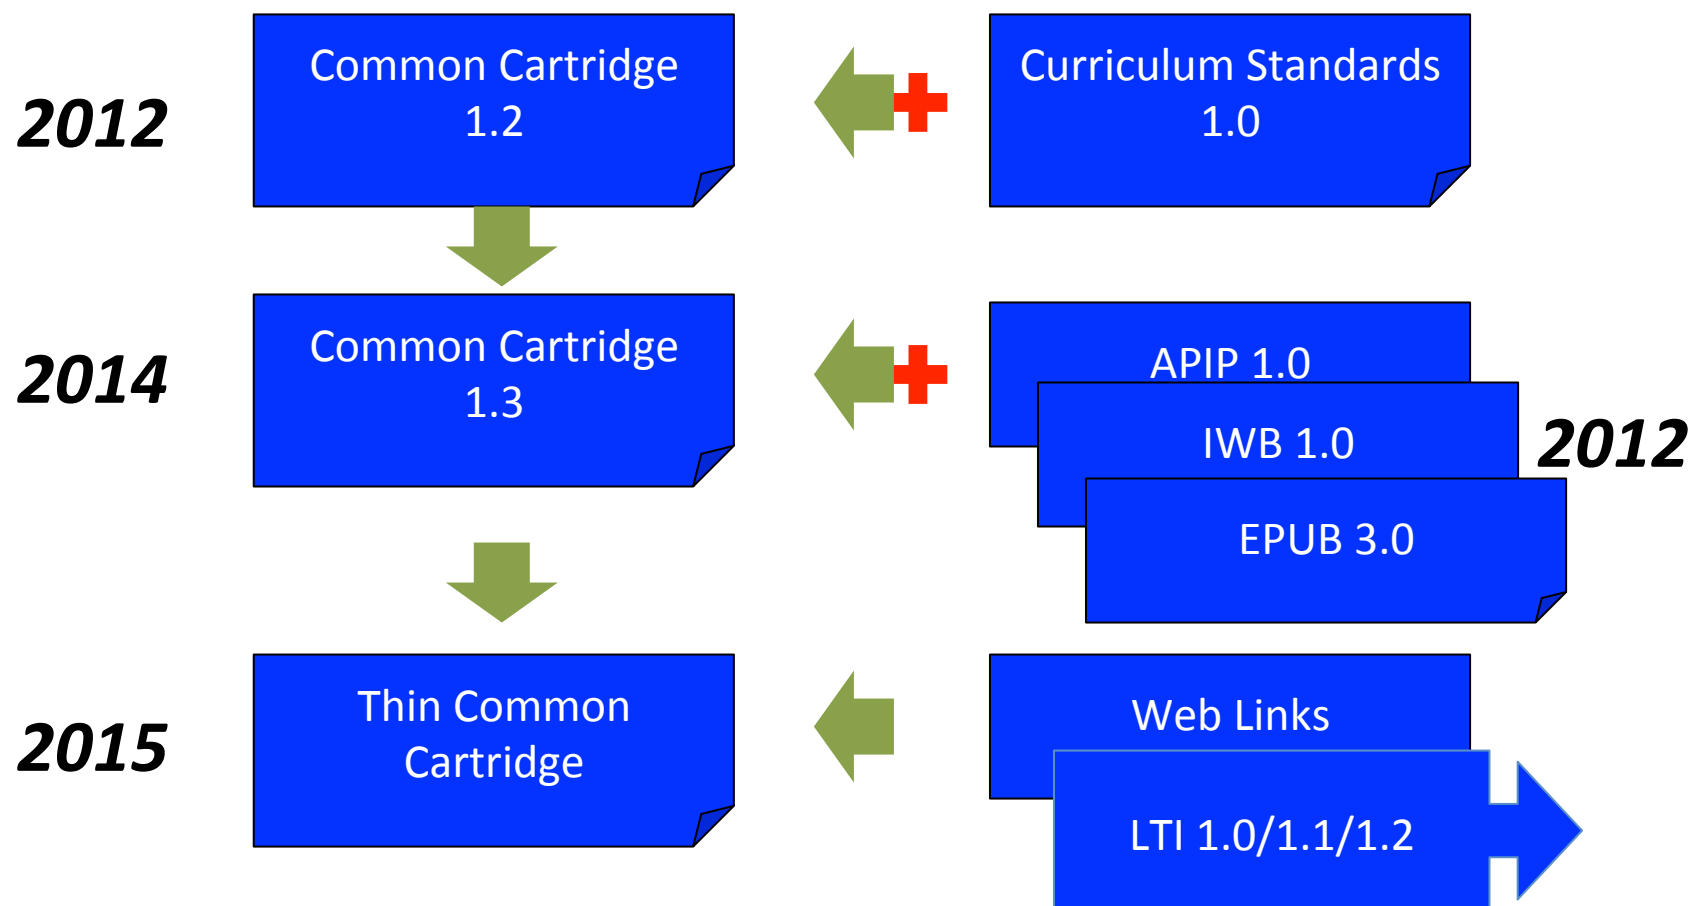 2012
Common Cartridge
1.2
Curriculum Standards
1.0
2014
Common Cartridge
1.3
APIP 1.0
IWB 1.0
EPUB 3.0
2012
2015
Thin Common
Cartridge
Web Links
LTI 1.0/1.1/1.2